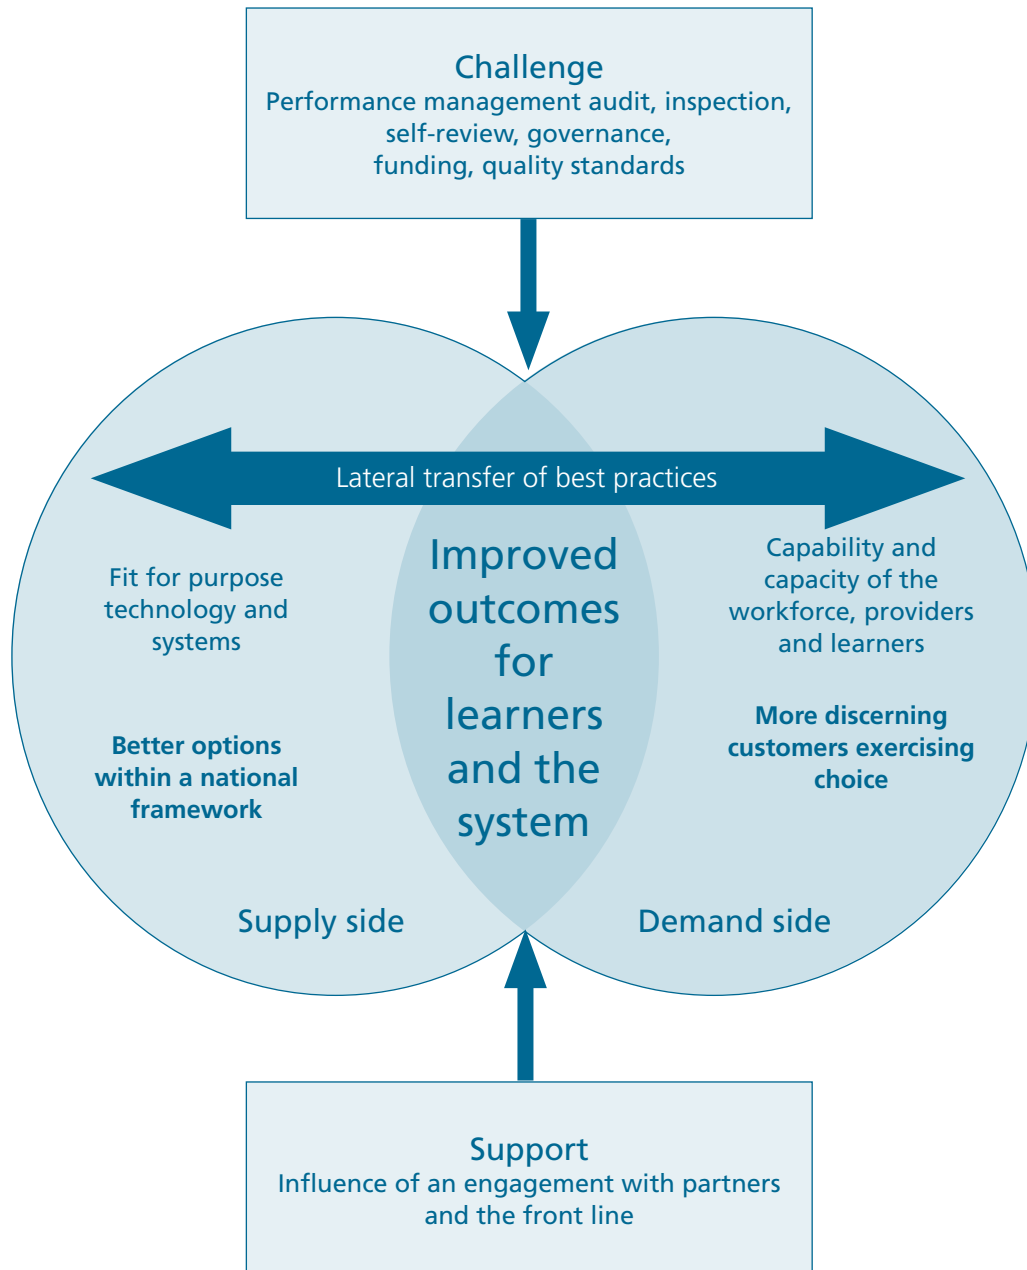 Challenge
Performance management audit, inspection,
self-review, governance,
funding, quality standards
Lateral transfer of best practices
Fit for purpose
technology and
systems
Better options
within a national
framework
Supply side
Improved
outcomes
for
learners
and the
system
Capability and
capacity of the
workforce, providers
and learners
More discerning
customers exercising
choice
Demand side
Support
Influence of an engagement with partners
and the front line